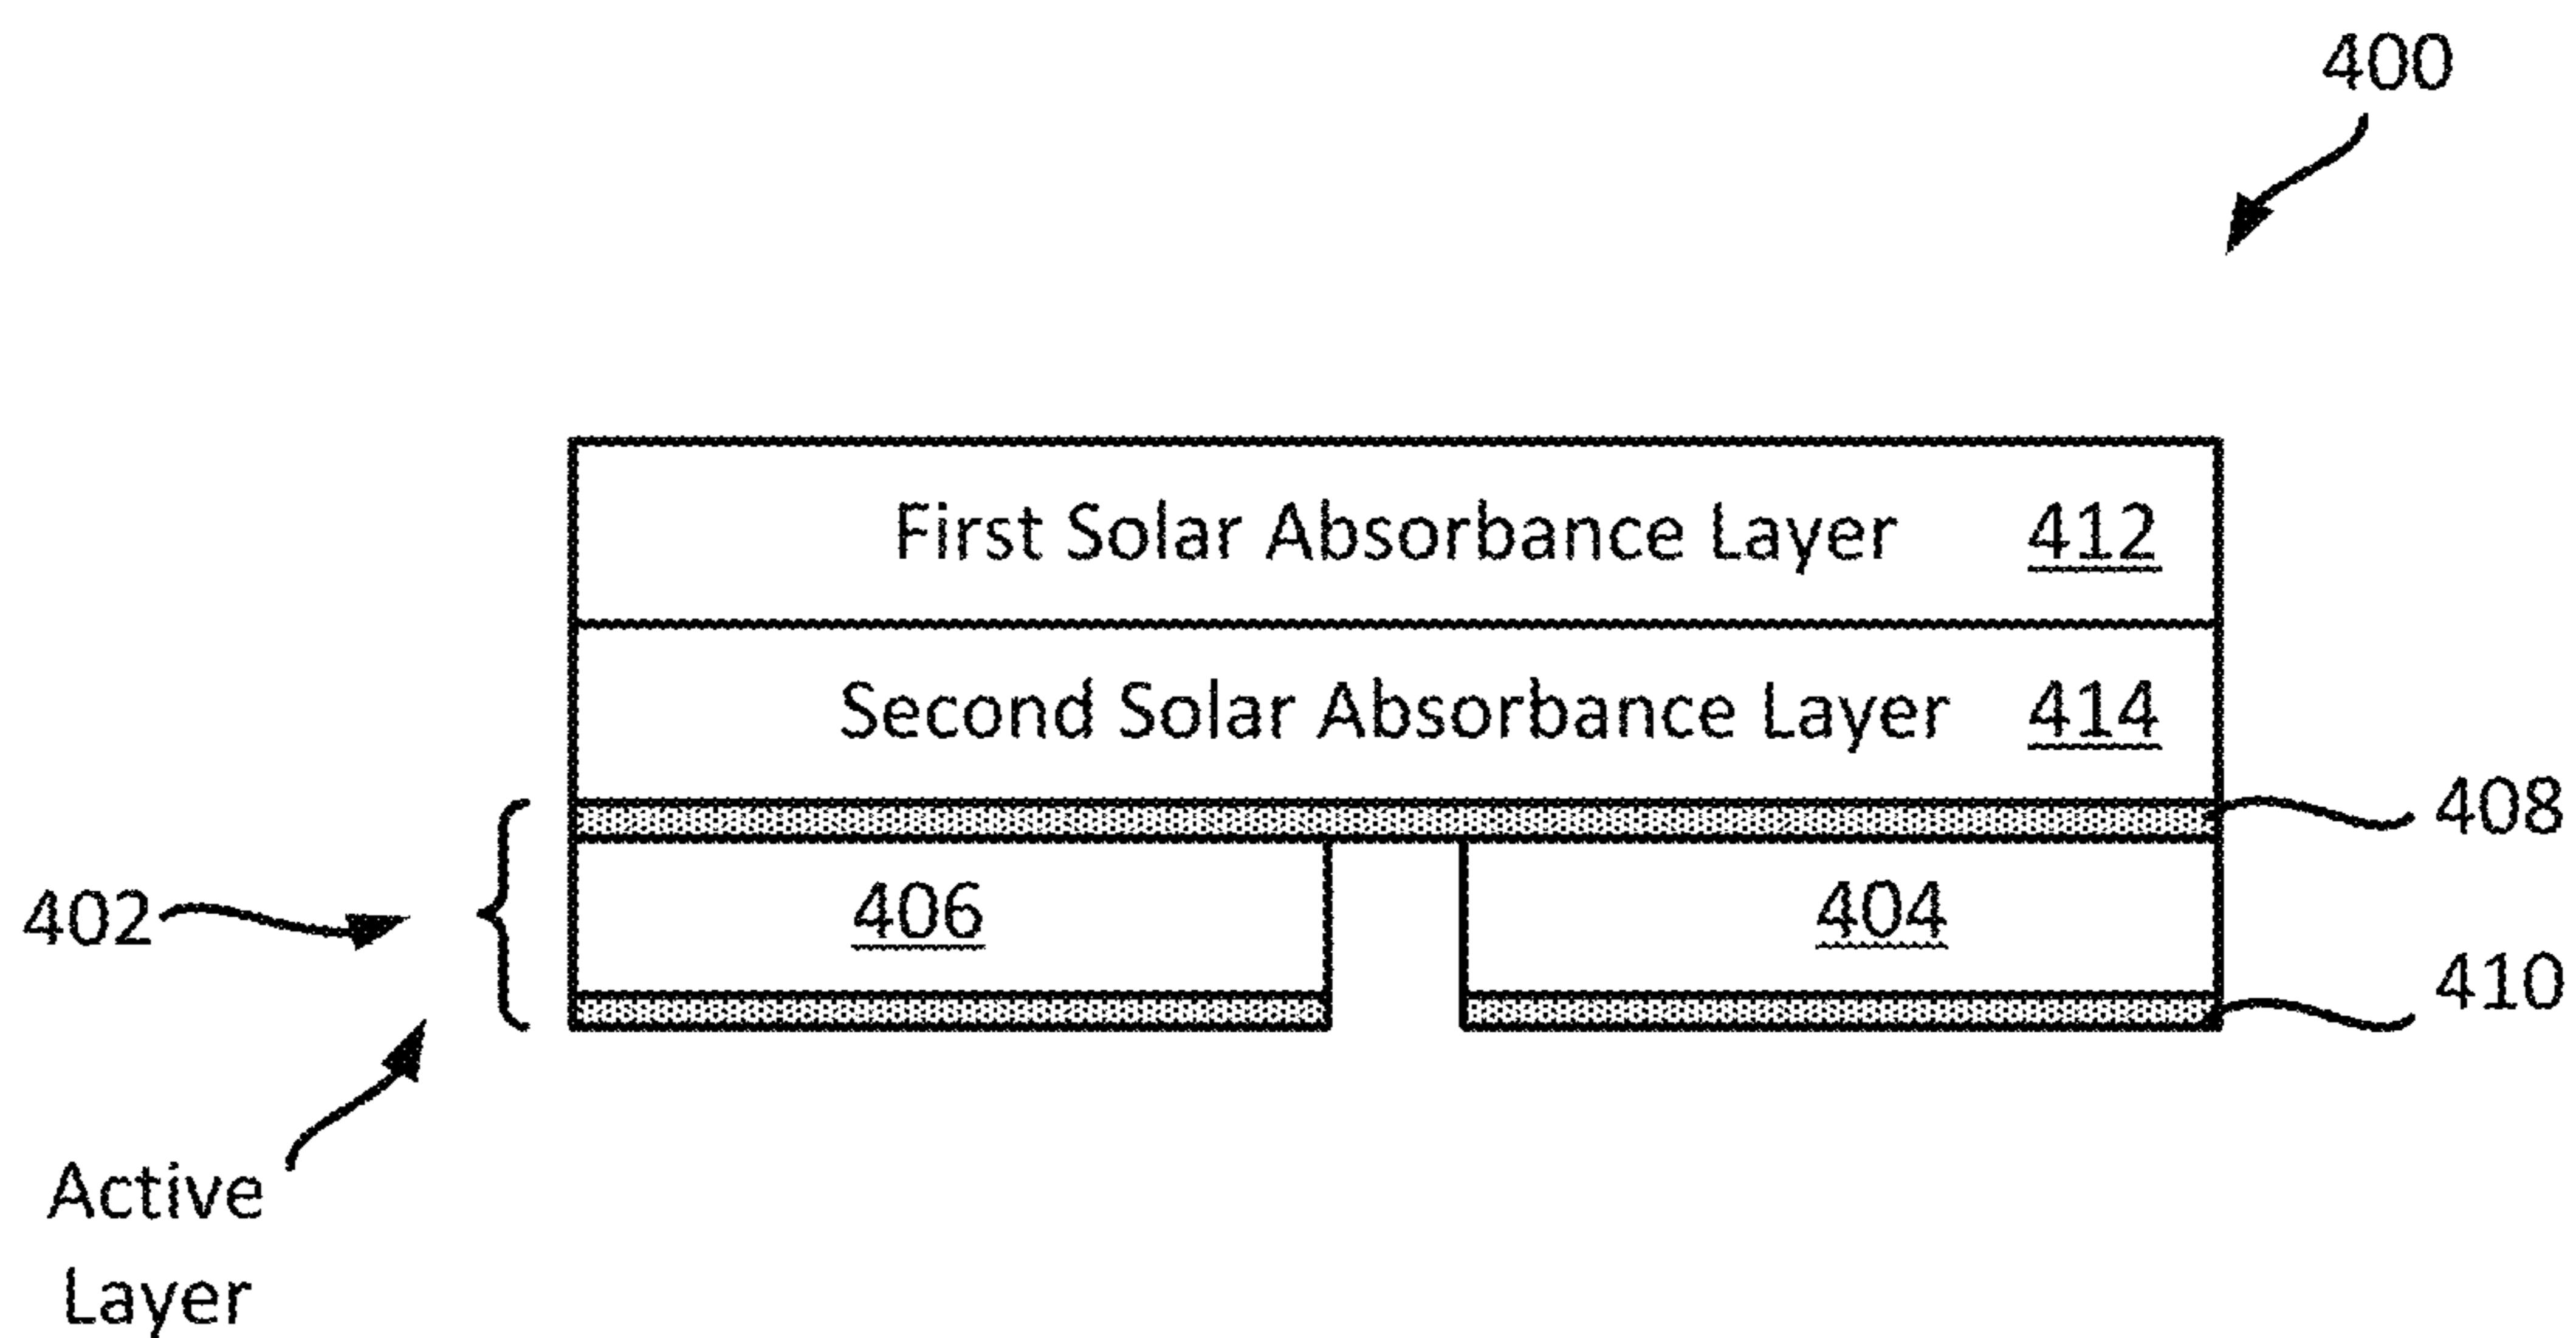 400
First Solar Absorbance Layer 412
Second Solar Absorbance Layer 414
408
402
406
404
410
Active
Layer